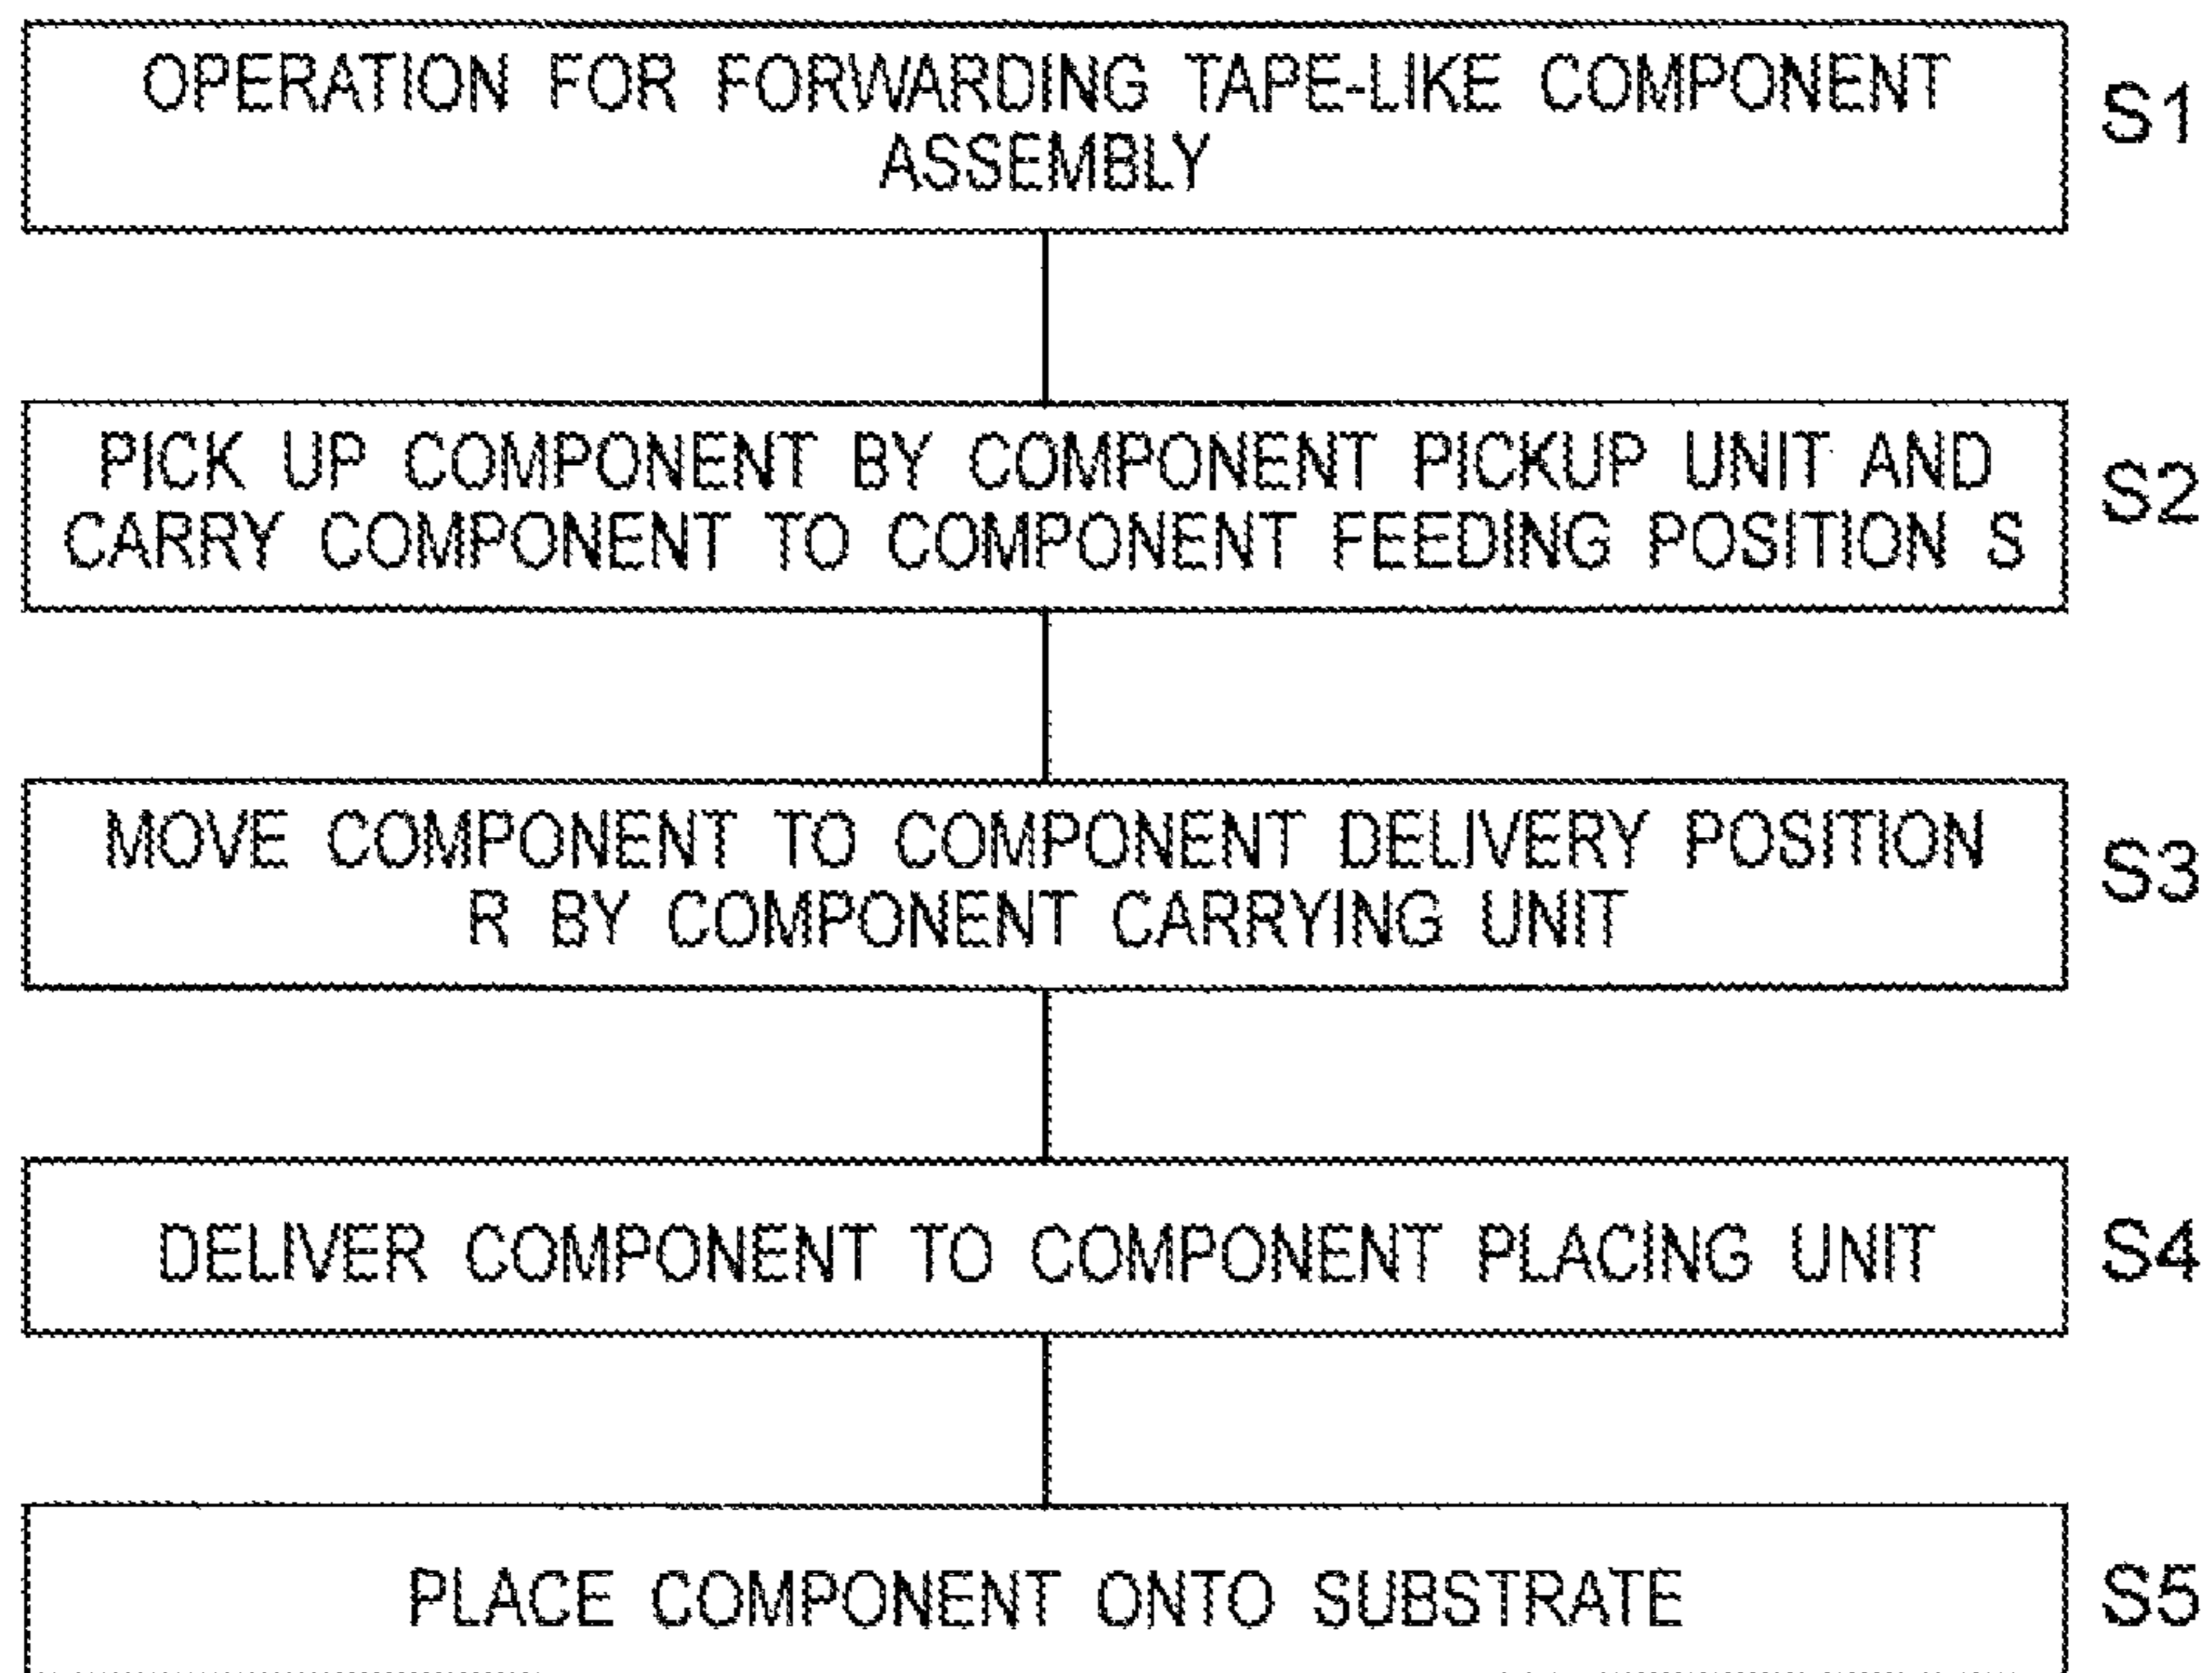 OPERATION FOR FORWARDING TAPE-LIKE COMPONENT
ASSEMBLY
S1
PICK UP COMPONENT BY COMPONENT PICKUP UNIT AND
CARRY COMPONENT TO COMPONENT FEEDING POSITION S
S2
MOVE COMPONENT TO COMPONENT DELIVERY POSITION
R BY COMPONENT CARRYING UNIT
S3
DELIVER COMPONENT TO COMPONENT PLACING UNIT
S4
PLACE COMPONENT ONTO SUBSTRATE
S5